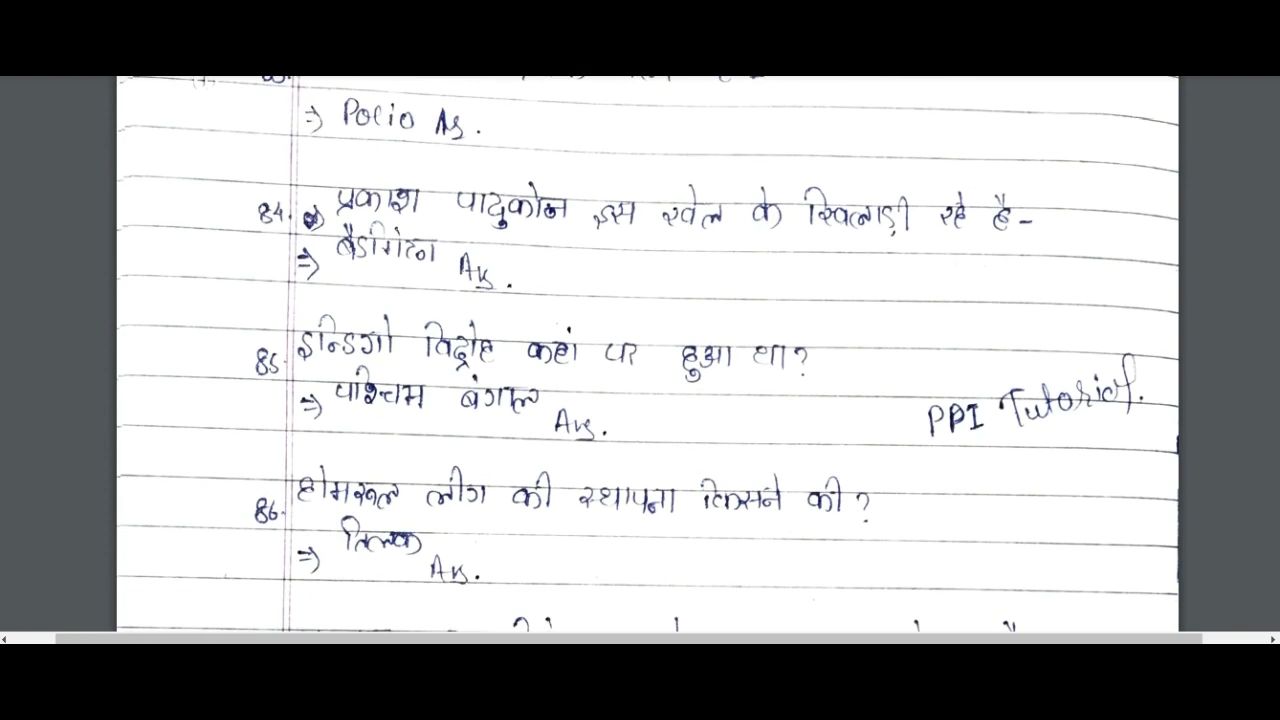 ⇒ Polio Ans.
84. प्रकाश पादुकोन इस खेल के खिलाड़ी रहे है-
⇒ बैडमिंटन Ans.
85. इन्डिगो विद्रोह कहां पर हुआ था?
⇒ पश्चिम बंगाल Ans.
PPI Tutorial.
86. होमरूल लीग की स्थापना किसने की?
⇒ तिलक Ans.